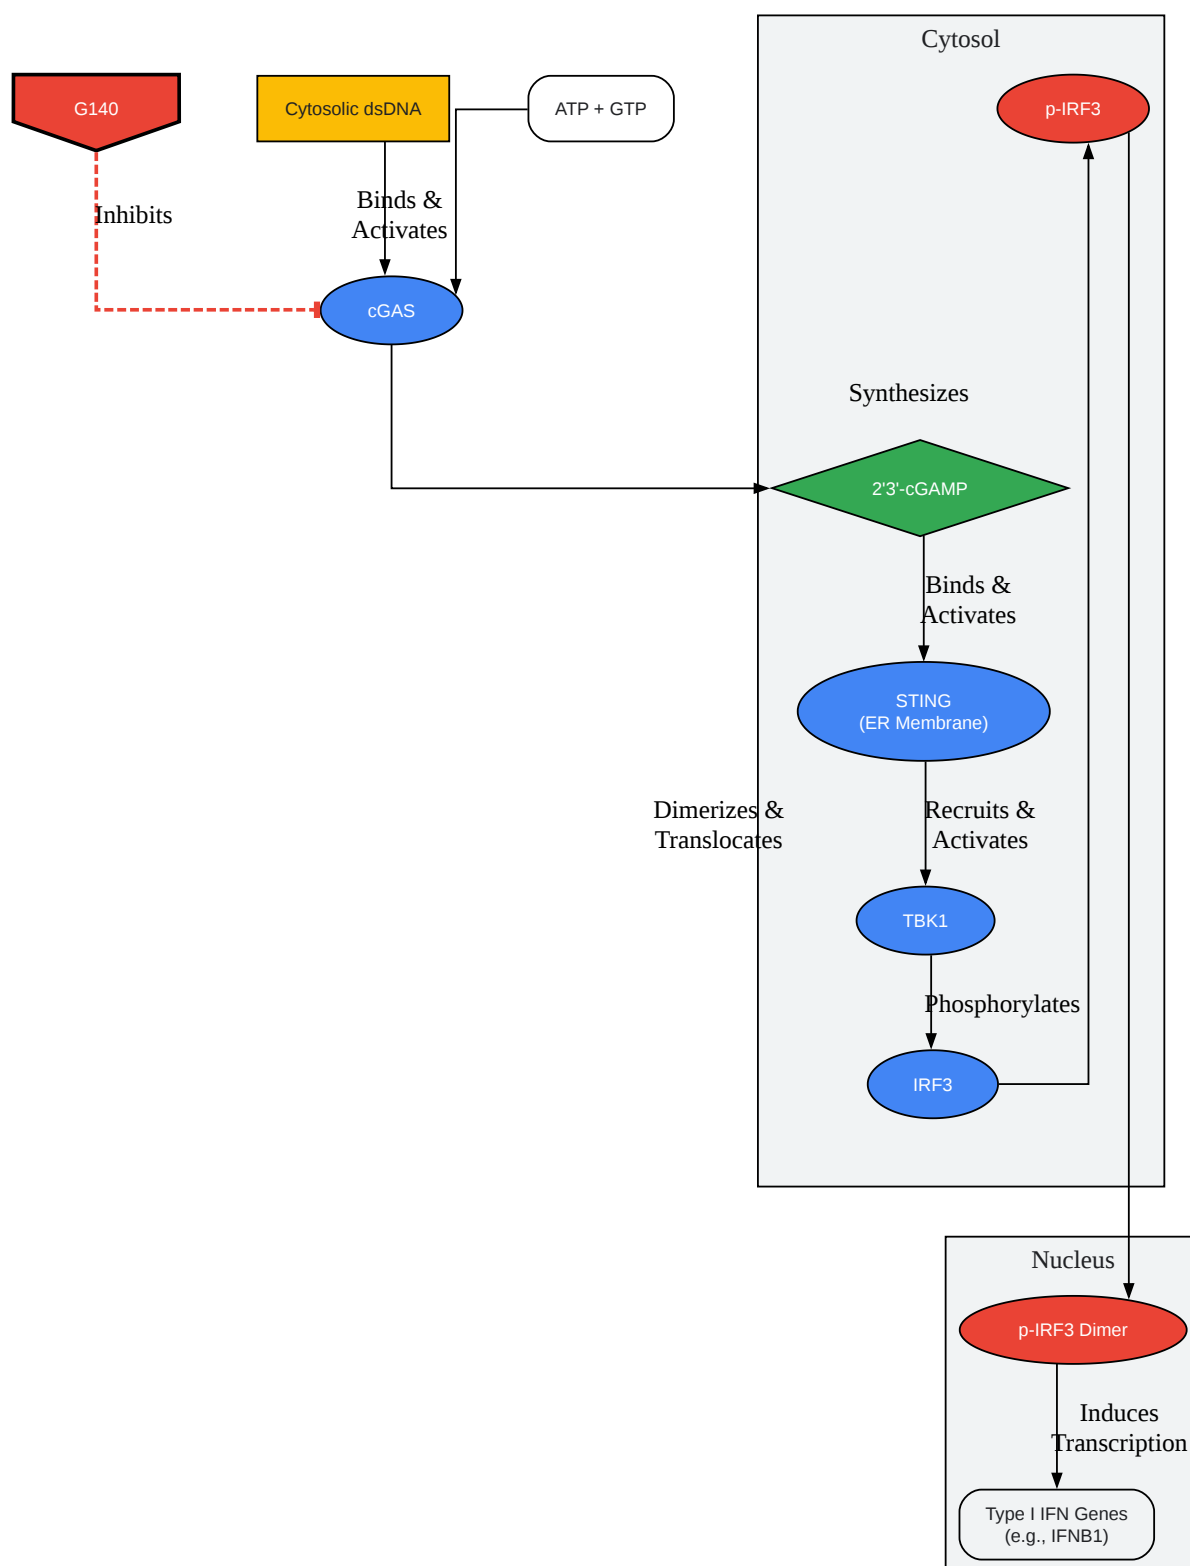 Cytosol
G140
Cytosolic dsDNA
ATP + GTP
p-IRF3
Inhibits
Binds &
Activates
cGAS
Synthesizes
2'3'-cGAMP
Binds &
Activates
STING
(ER Membrane)
Dimerizes &
Translocates
Recruits &
Activates
TBK1
Phosphorylates
IRF3
Nucleus
p-IRF3 Dimer
Induces
Transcription
Type I IFN Genes
(e.g., IFNB1)